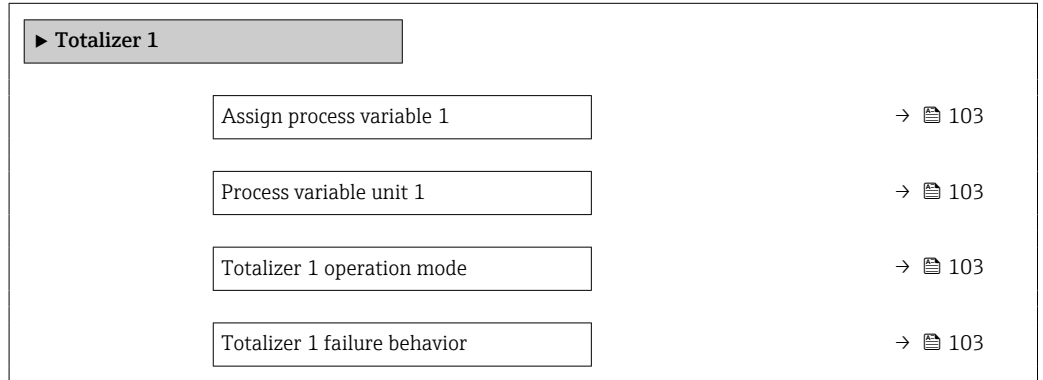 ▶ Totalizer 1
Assign process variable 1 → 103
Process variable unit 1 → 103
Totalizer 1 operation mode → 103
Totalizer 1 failure behavior → 103